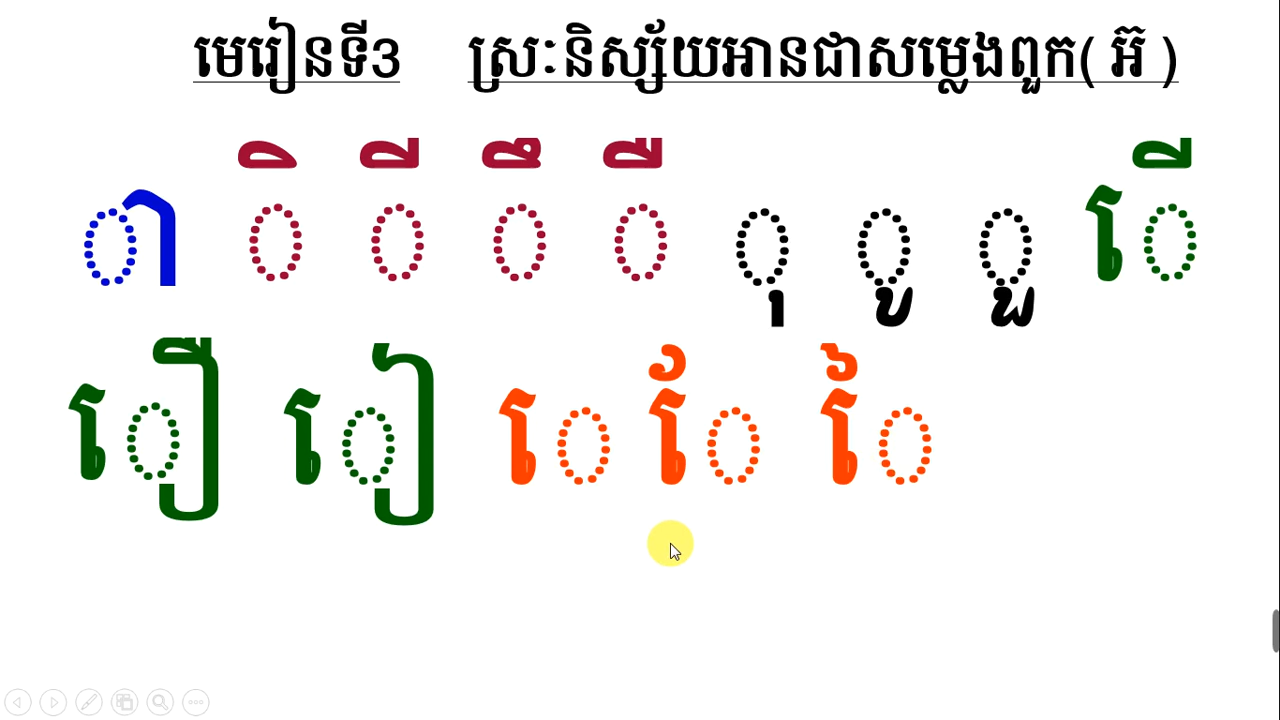 មេរៀនទី3 ស្រៈនិស្ស័យអានជាសម្លេងពួក( អ៊ )
◌ា ◌ិ ◌ី ◌ឹ ◌ឺ ◌ុ ◌ូ ◌ួ ◌ើ
◌ឿ ◌ៀ ◌េ ◌ែ ◌ៃ